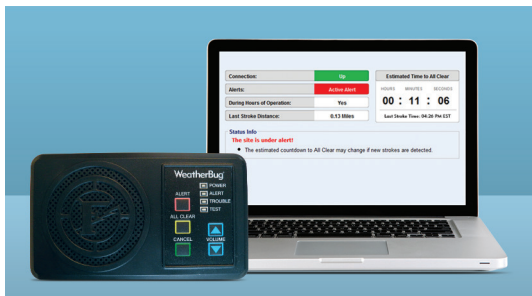 Connection:
Up
Alerts:
Active Alert
During Hours of Operation:
Yes
Last Stroke Distance:
0.13 Miles
Estimated Time to All Clear
HOURS MINUTES SECONDS
00 : 11 : 06
Last Stroke Time: 04:26 PM EST
Status Info
The site is under alert!
• The estimated countdown to All Clear may change if new strokes are detected.
WeatherBug
POWER
ALERT
ALERT
TROUBLE
TEST
ALL CLEAR
CANCEL
VOLUME